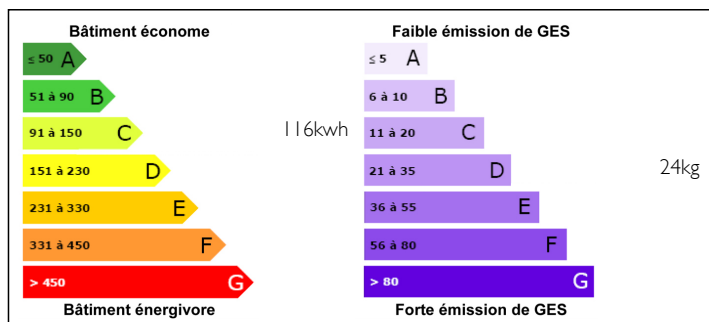 Bâtiment économe
≤ 50 A
51 à 90 B
91 à 150 C
116kwh
151 à 230 D
231 à 330 E
331 à 450 F
> 450 G
Bâtiment énergivore
Faible émission de GES
≤ 5 A
6 à 10 B
11 à 20 C
21 à 35 D
24kg
36 à 55 E
56 à 80 F
> 80 G
Forte émission de GES